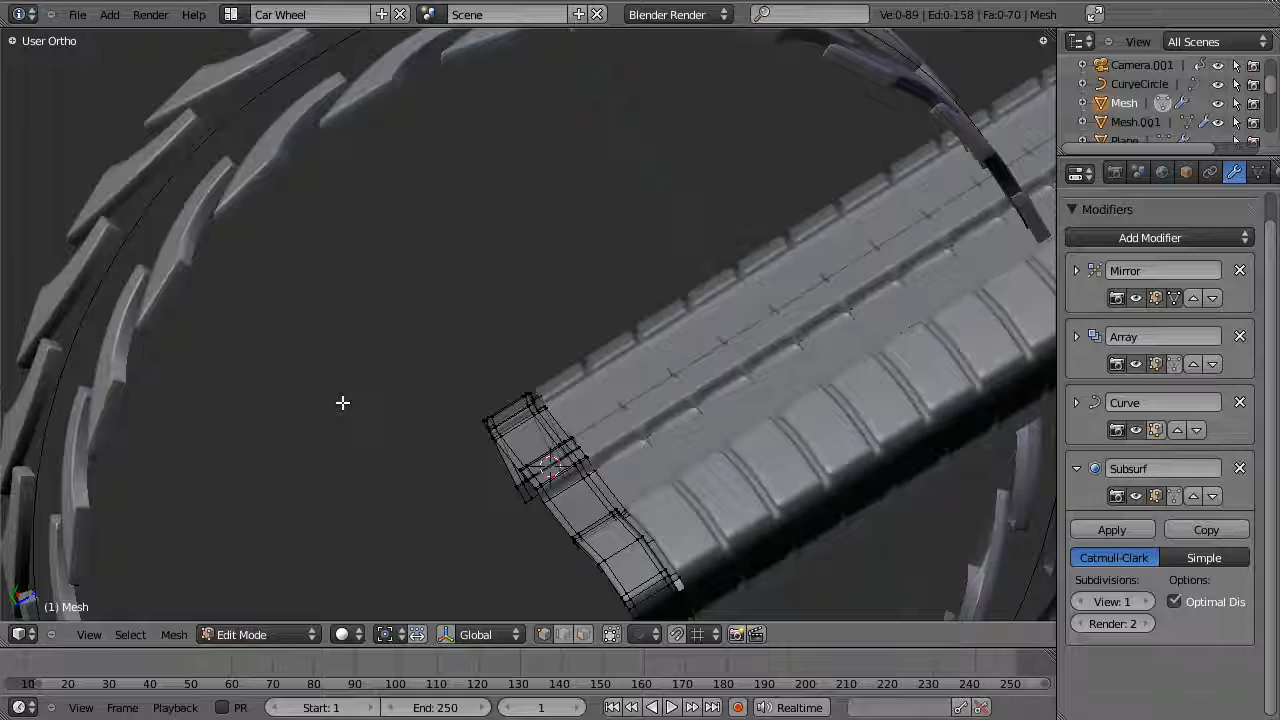 File Add Render Help Car Wheel Scene Blender Render Ve:0-89 | Ed:0-158 | Fa:0-70 | Mesh
User Ortho
View All Scenes
Camera.001
CurveCircle
Mesh
Mesh.001
Plane
Modifiers
Add Modifier
Mirror
Array
Curve
Subsurf
Apply Copy
Catmull-Clark Simple
Subdivisions: Options:
View: 1 Optimal Dis
Render: 2
(1) Mesh
View Select Mesh Edit Mode Global
10 20 30 40 50 60 70 80 90 100 110 120 130 140 150 160 170 180 190 200 210 220 230 240 250
View Frame Playback PR Start: 1 End: 250 1 Realtime